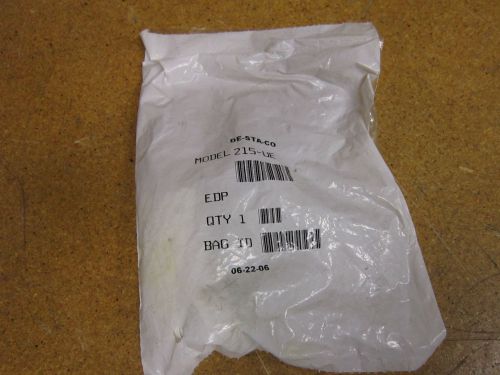 DE-STA-CO
MODEL 215-UE
EDP
QTY 1
BAG ID
06-22-06